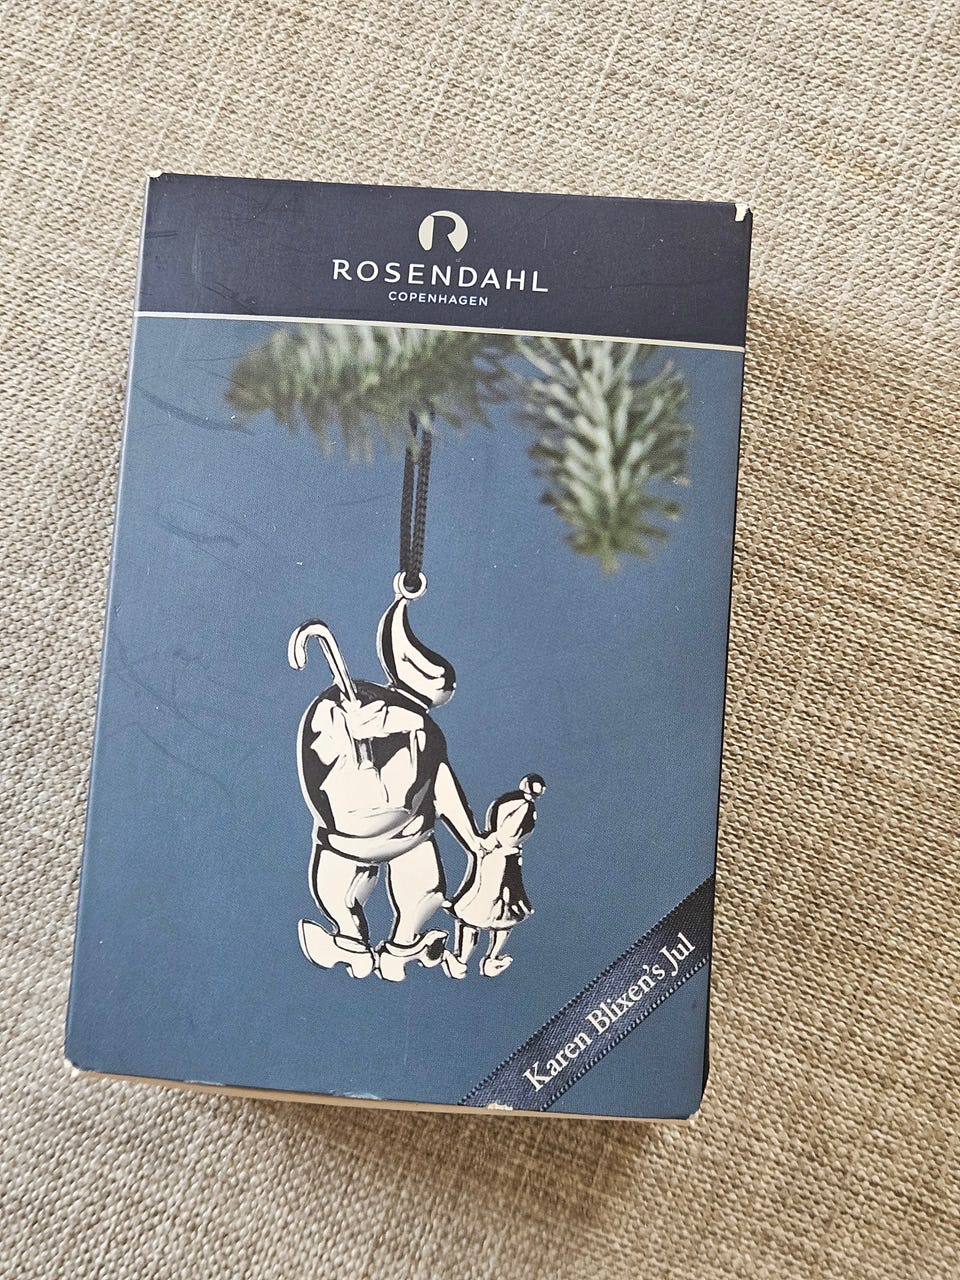 R
ROSENDAHL
COPENHAGEN
Karen Blixen's Jul